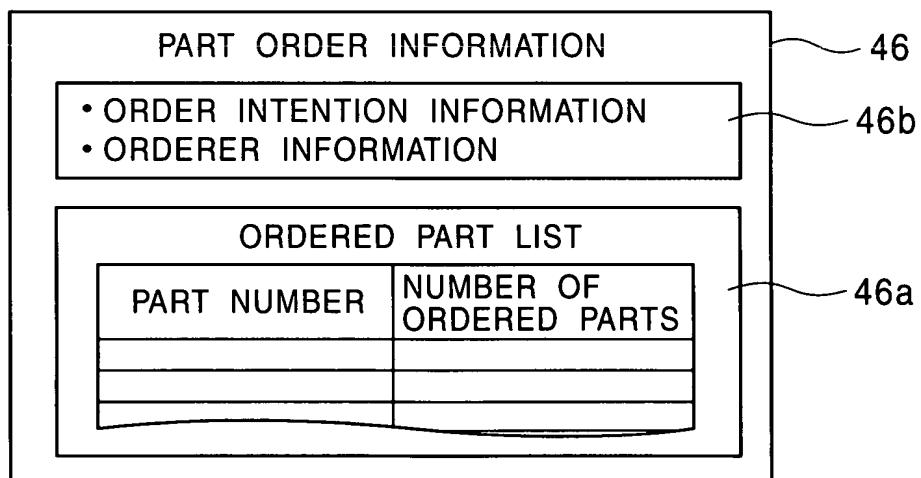 PART ORDER INFORMATION
46
• ORDER INTENTION INFORMATION
46b
• ORDERER INFORMATION
ORDERED PART LIST
PART NUMBER
NUMBER OF
ORDERED PARTS
46a